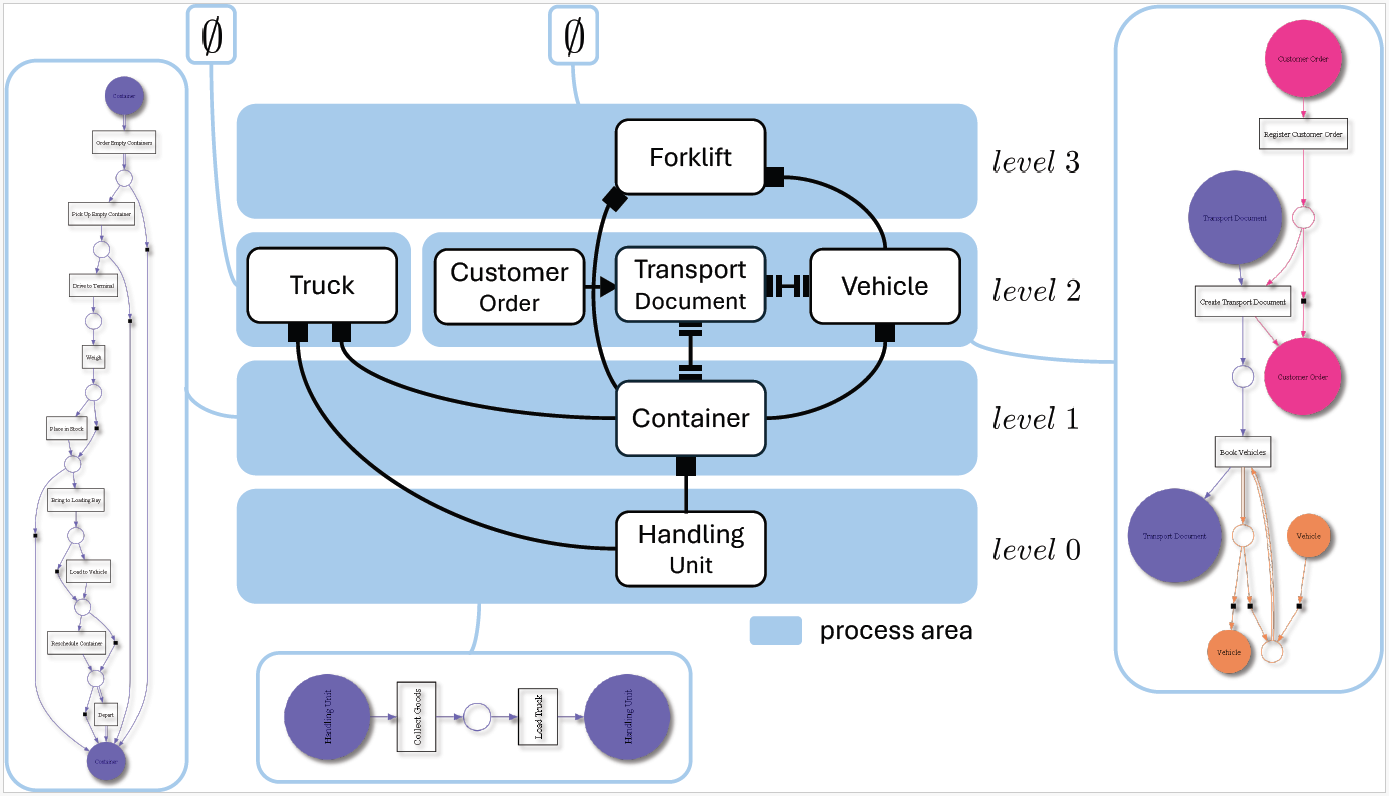 ∅
∅
Container
Order Empty Containers
Pick Up Empty Container
Drive to Terminal
Weigh
Place in Stock
Bring to Loading Bay
Load to Vehicle
Reschedule Container
Depart
Container
Forklift
level 3
Truck
Customer
Order
Transport
Document
Vehicle
level 2
Container
level 1
Handling
Unit
level 0
process area
Handling Unit
Collect Goods
Load Truck
Handling Unit
Customer Order
Register Customer Order
Transport Document
Create Transport Document
Customer Order
Book Vehicles
Transport Document
Vehicle
Vehicle